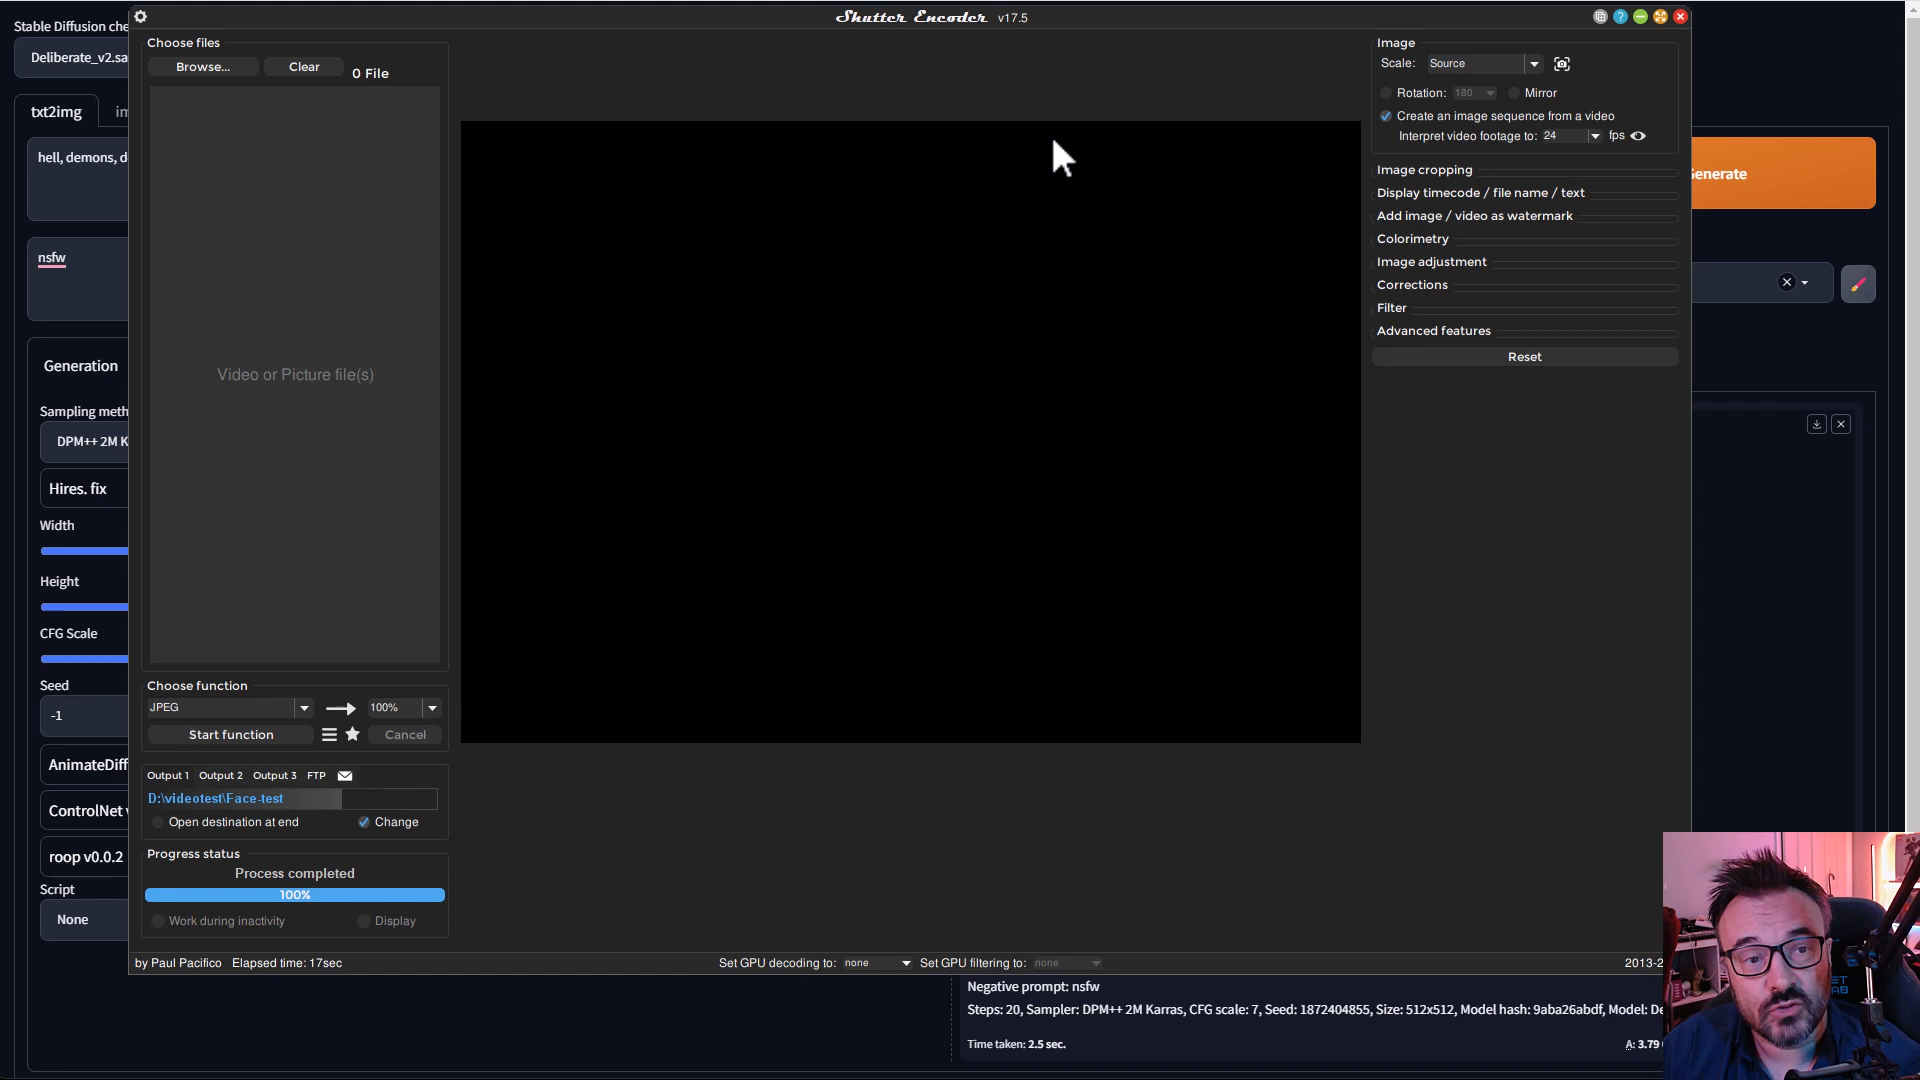 Stable Diffusion che
Deliberate_v2.sa
txt2img
im
hell, demons, d
nsfw
Generation
Sampling meth
DPM++ 2M K
Hires. fix
Width
Height
CFG Scale
Seed
-1
AnimateDiff
ControlNet v
roop v0.0.2
Script
None
Shutter Encoder v17.5
Choose files
Browse...
Clear
0 File
Video or Picture file(s)
Choose function
JPEG
100%
Start function
Cancel
Output 1
Output 2
Output 3
FTP
D:\videotest\Face-test
Open destination at end
Change
Progress status
Process completed
100%
Work during inactivity
Display
by Paul Pacifico
Elapsed time: 17sec
Set GPU decoding to: none
Set GPU filtering to: none
2013-2
Image
Scale: Source
Rotation: 180
Mirror
Create an image sequence from a video
Interpret video footage to: 24 fps
Image cropping
Display timecode / file name / text
Add image / video as watermark
Colorimetry
Image adjustment
Corrections
Filter
Advanced features
Reset
Generate
Negative prompt: nsfw
Steps: 20, Sampler: DPM++ 2M Karras, CFG scale: 7, Seed: 1872404855, Size: 512x512, Model hash: 9aba26abdf, Model: De
Time taken: 2.5 sec.
A: 3.79